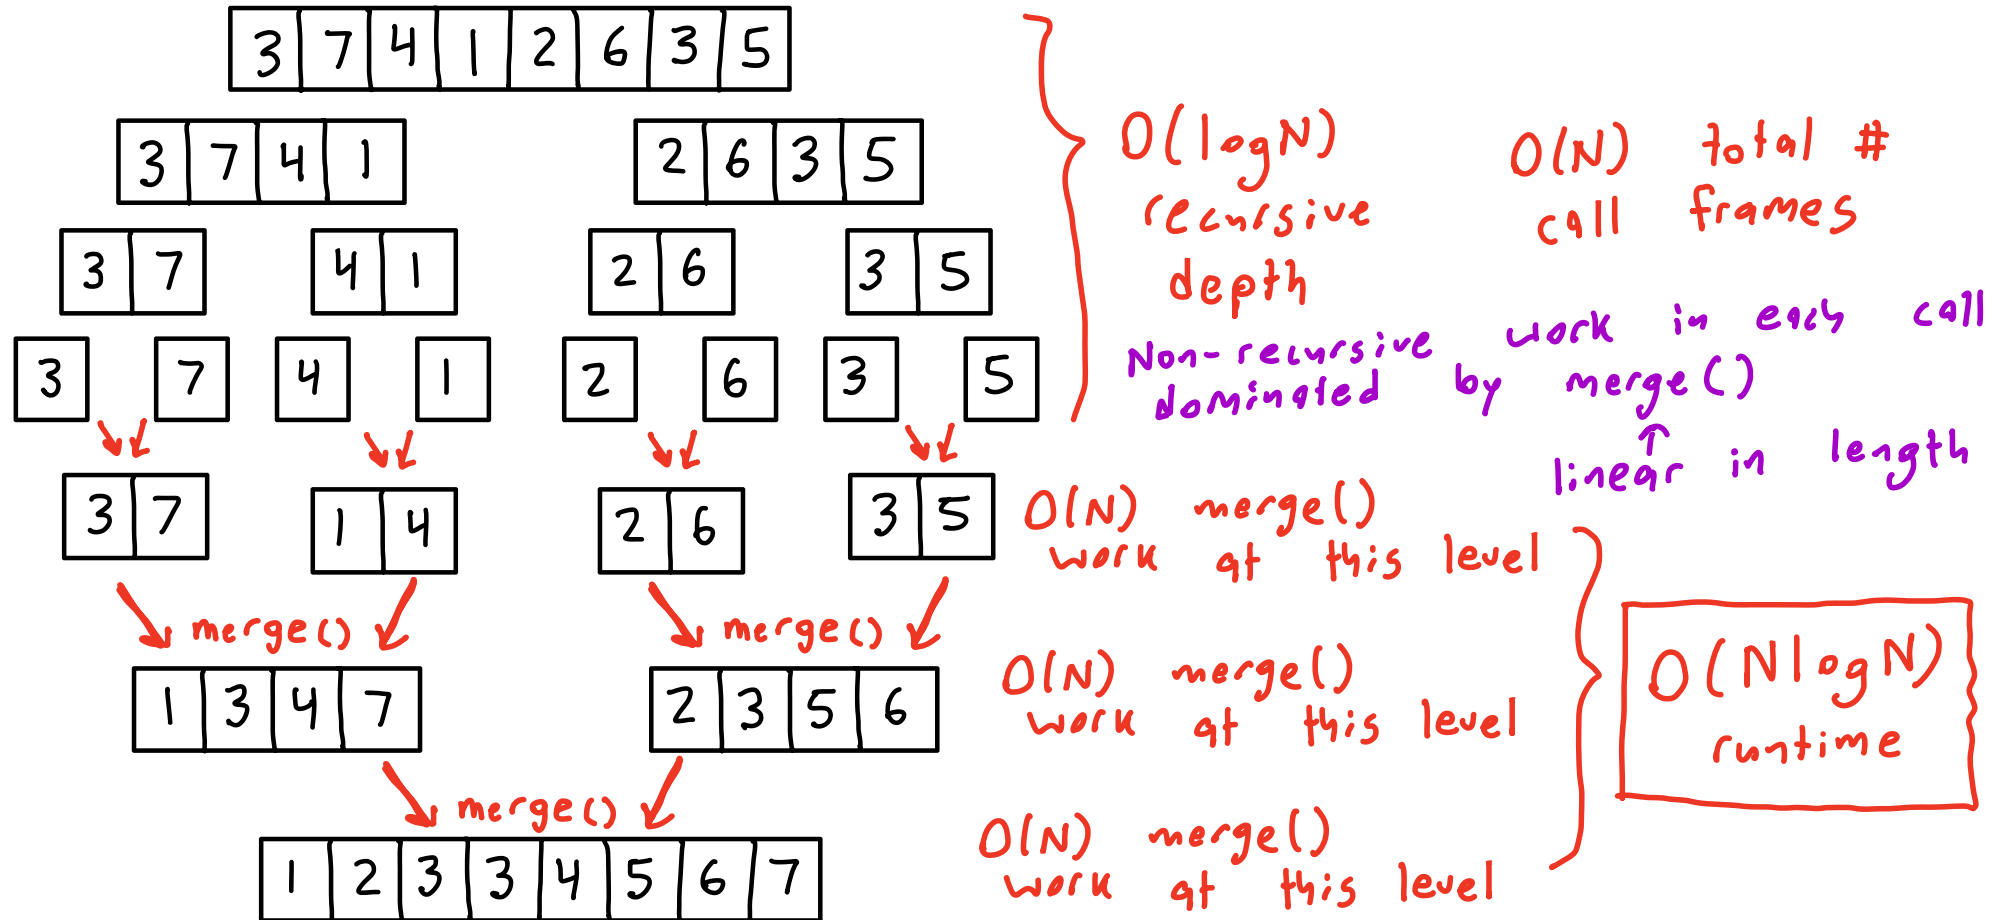 3 7 4 1 2 6 3 5
3 7 4 1
2 6 3 5
3 7
4 1
2 6
3 5
3
7
4
1
2
6
3
5
3 7
1 4
2 6
3 5
merge()
merge()
1 3 4 7
2 3 5 6
merge()
1 2 3 3 4 5 6 7
O(logN)
recursive
depth
O(N) total #
call frames
Non-recursive work in each call
dominated by merge()
↑
linear in length
O(N) merge()
work at this level
O(N) merge()
work at this level
O(N) merge()
work at this level
O(NlogN)
runtime